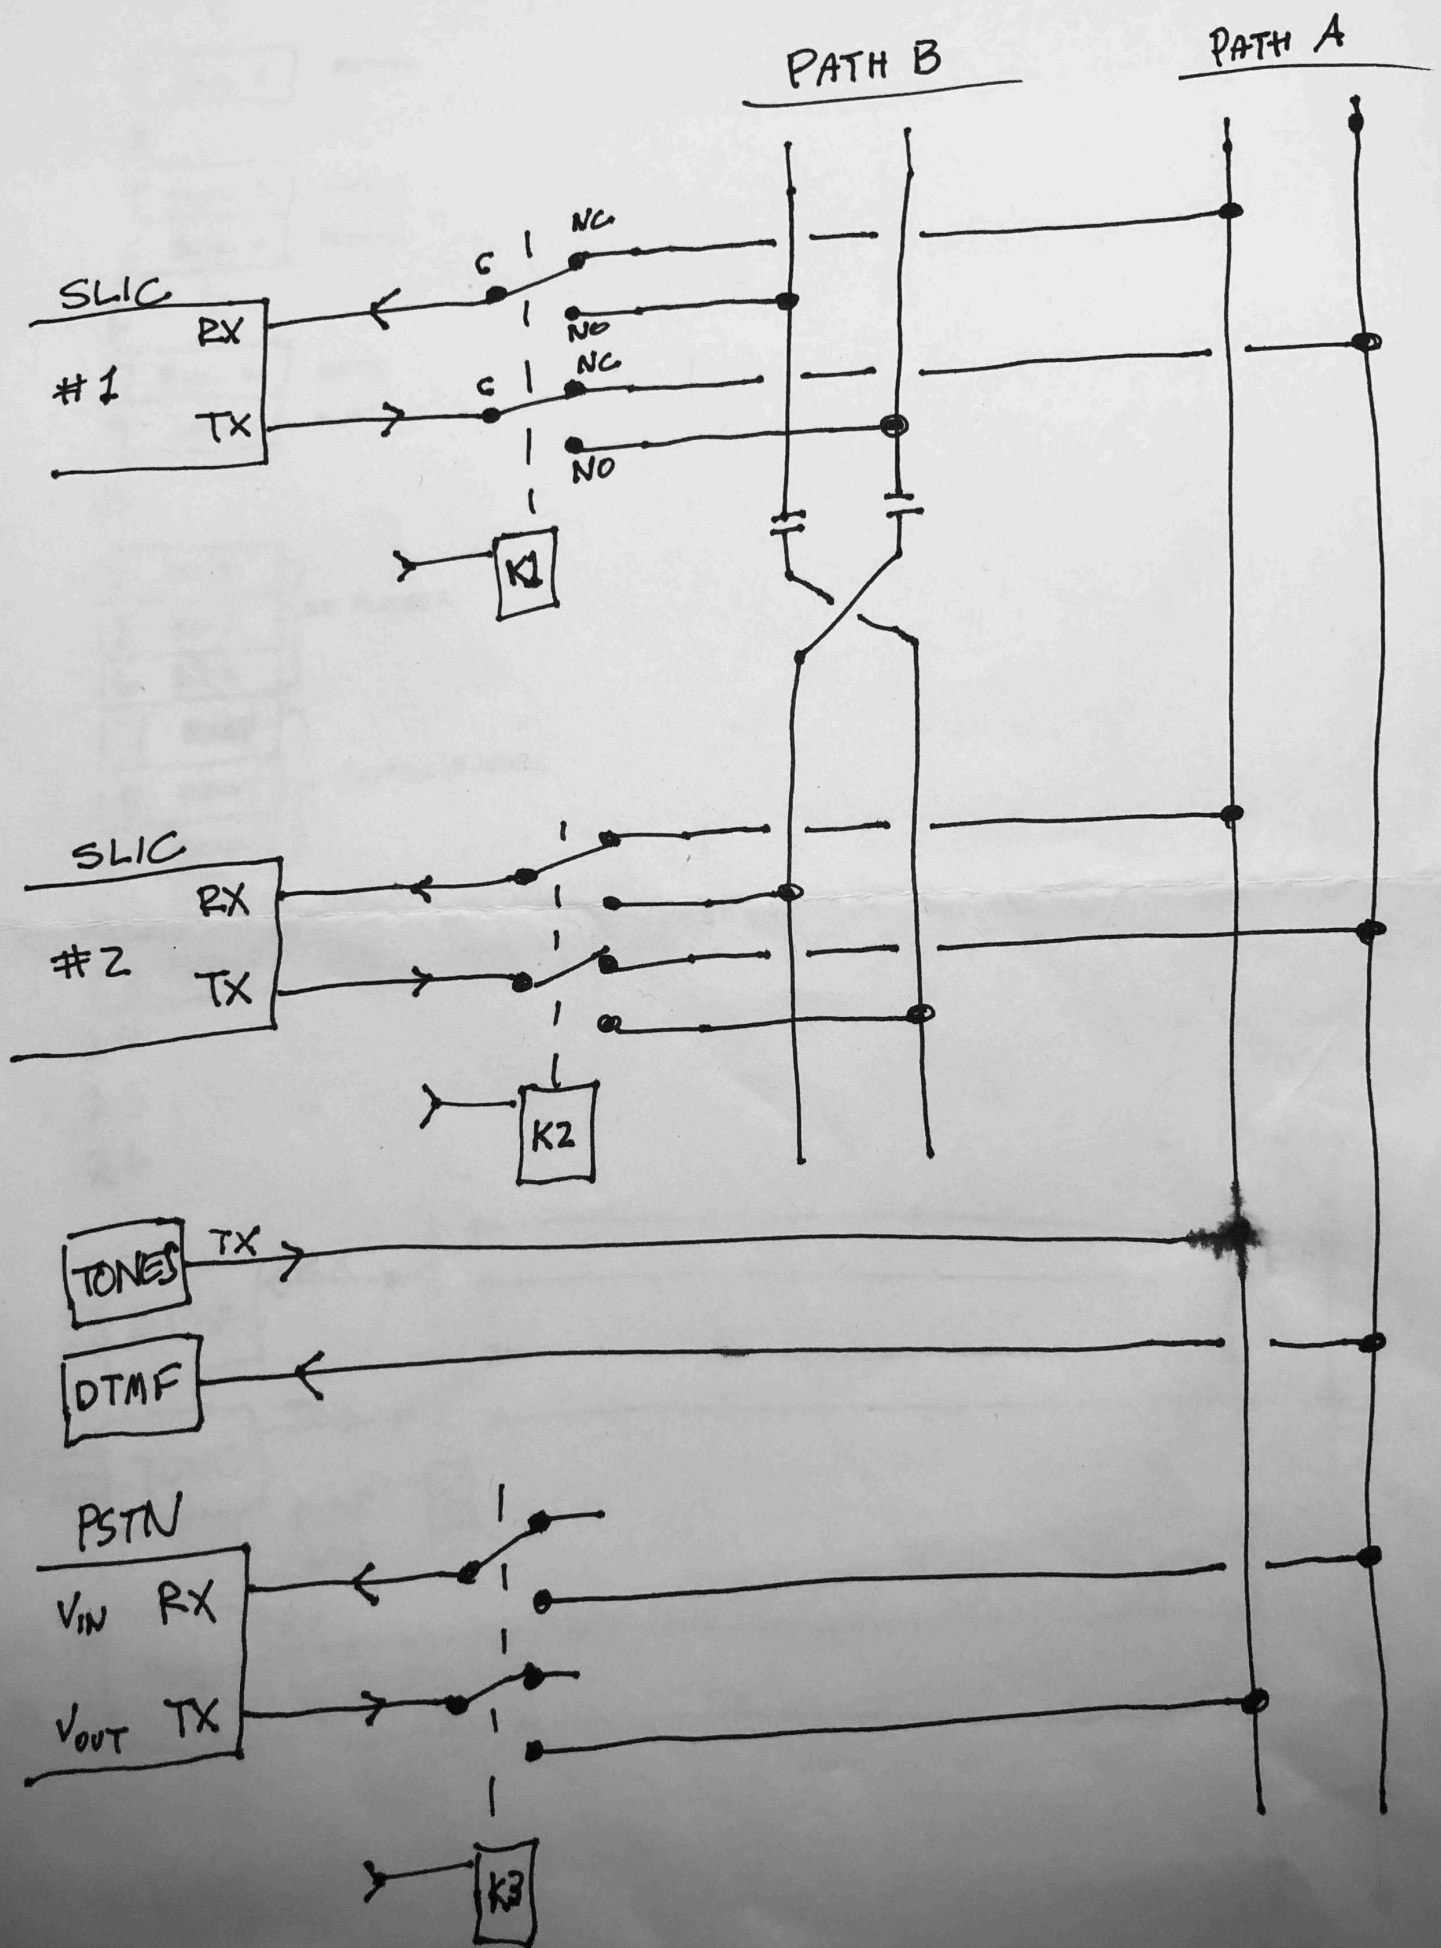 PATH B
PATH A
NC
C
SLIC
RX
NO
NC
#1
C
TX
NO
K1
SLIC
RX
#2
TX
K2
TONES
TX
DTMF
PSTN
VIN RX
VOUT TX
K3